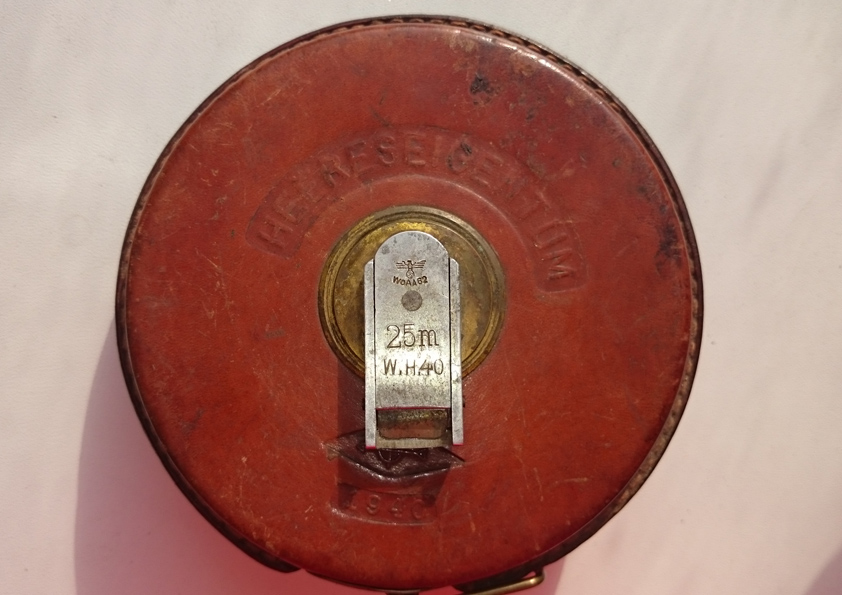 HEERESEIGENTUM
WaA62
25m
W.H.40
1940